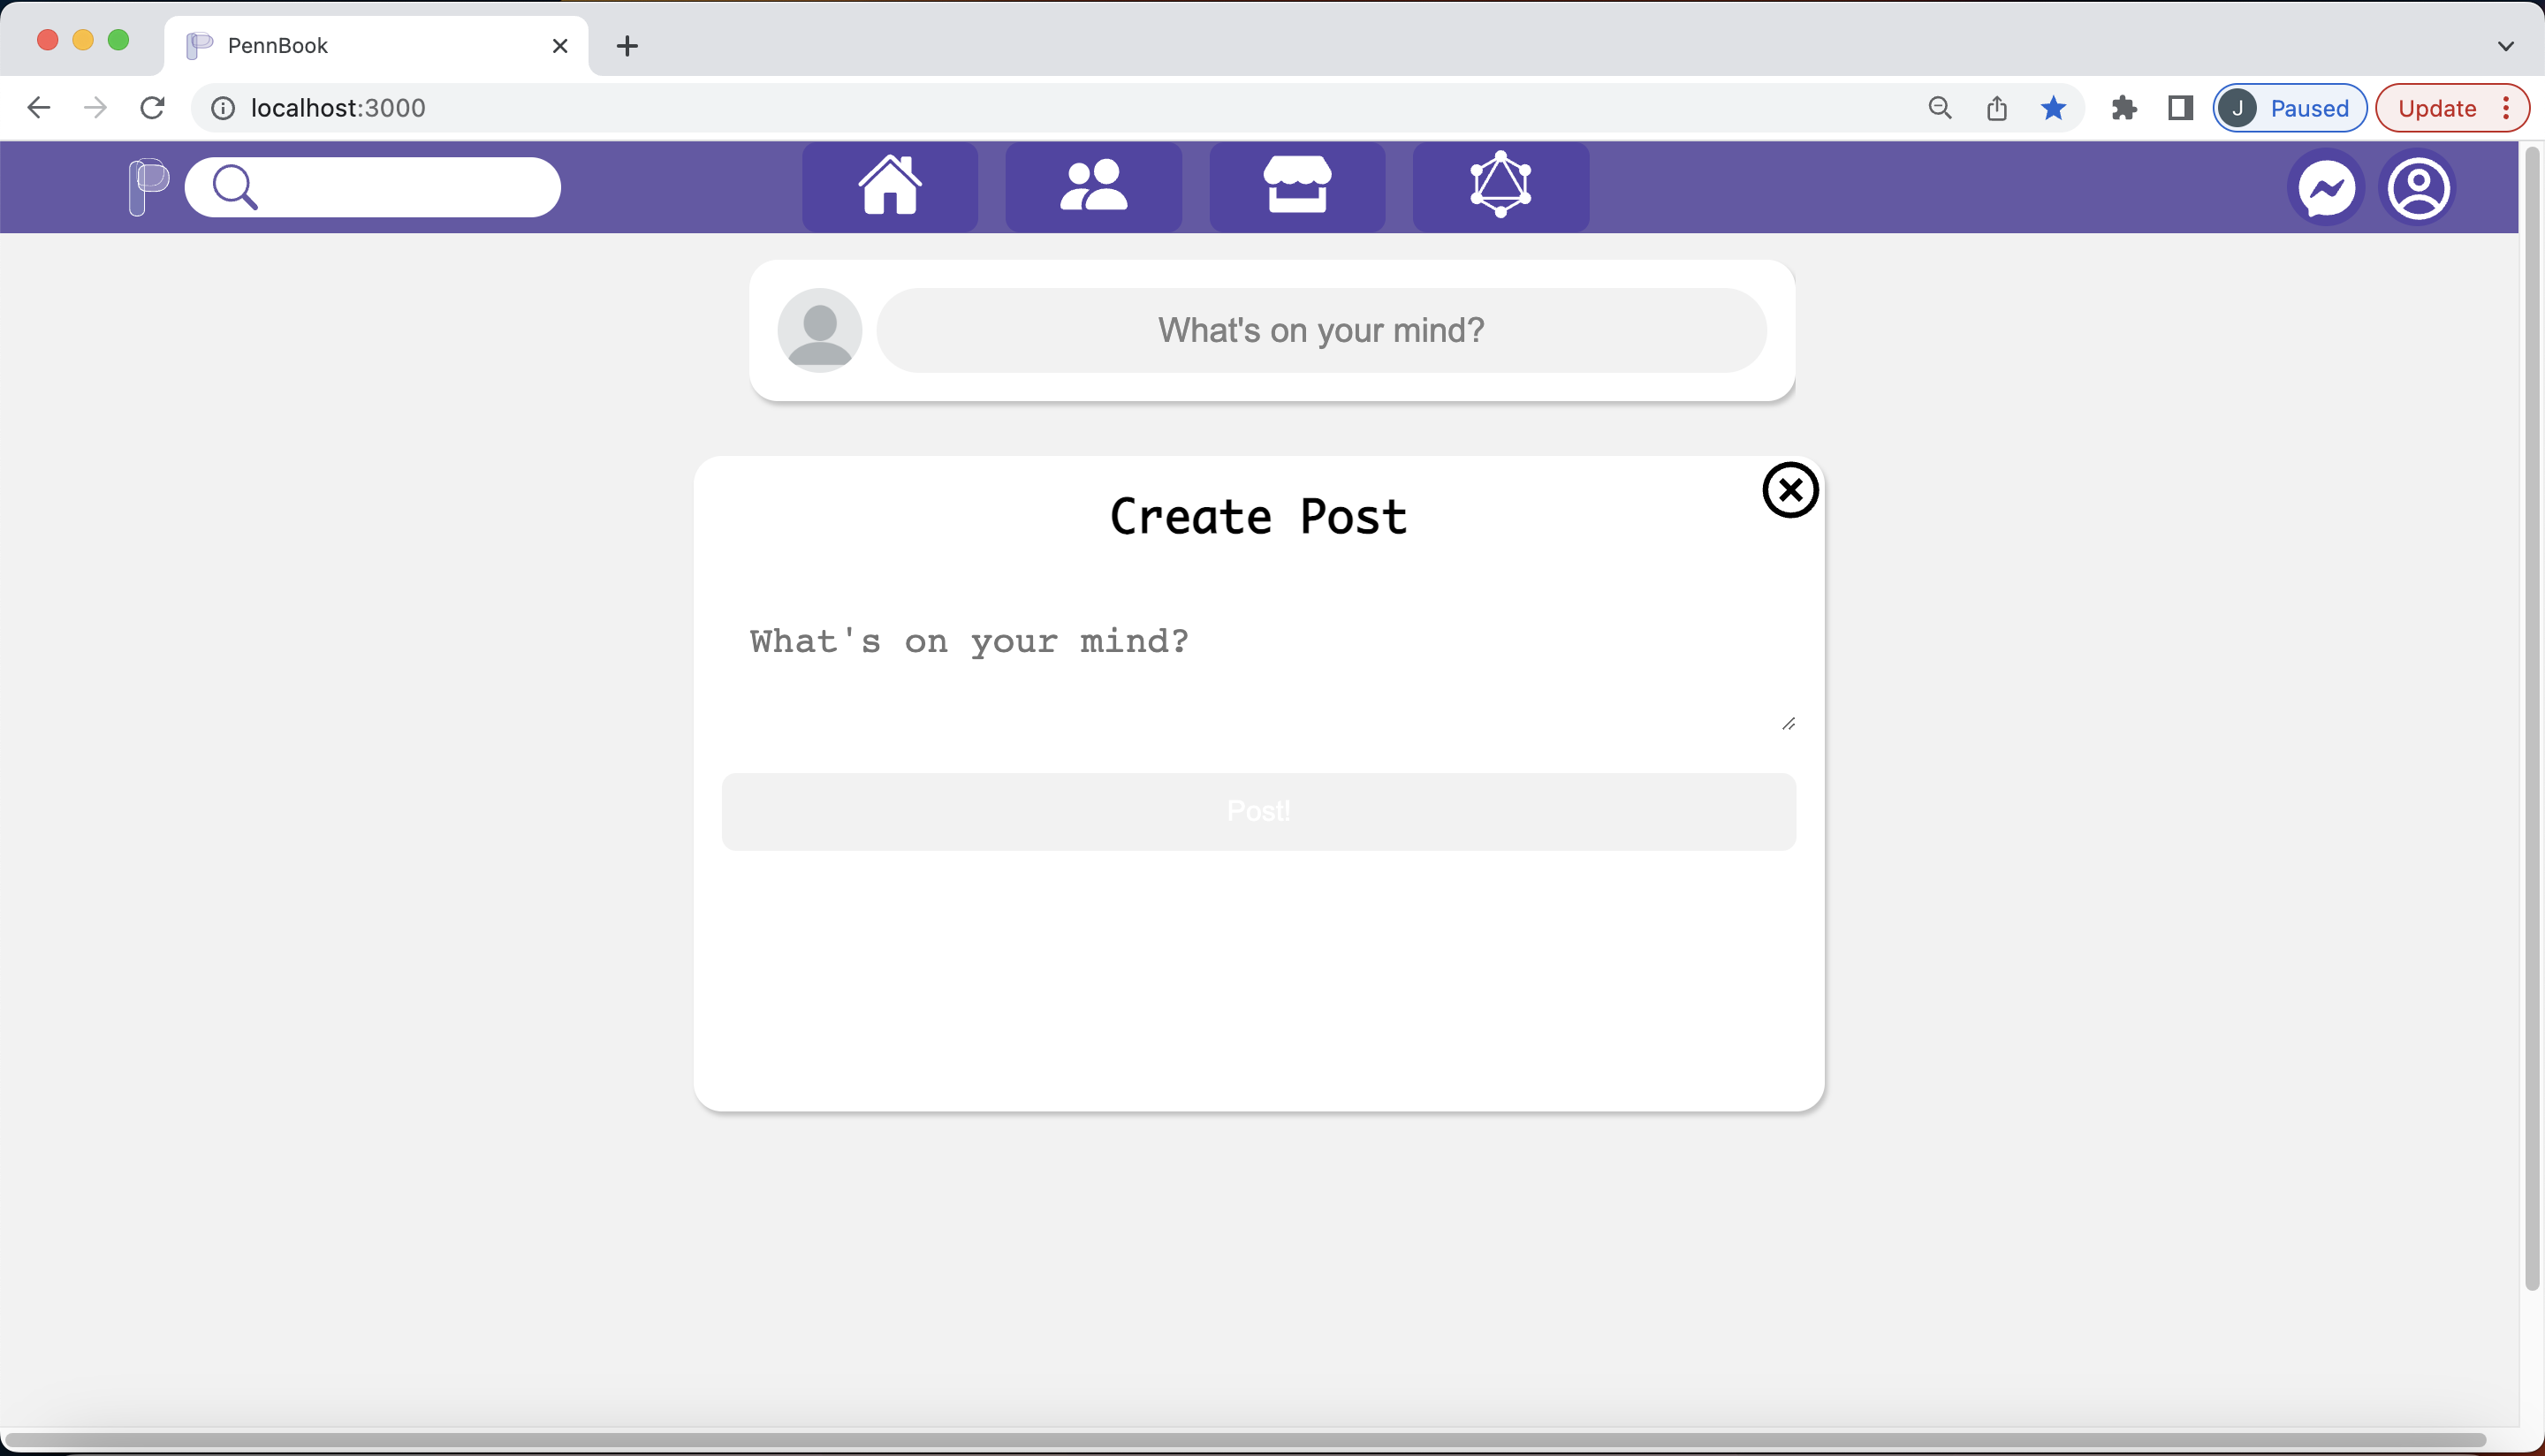 PennBook
localhost:3000
J Paused Update
What's on your mind?
Create Post
What's on your mind?
Post!